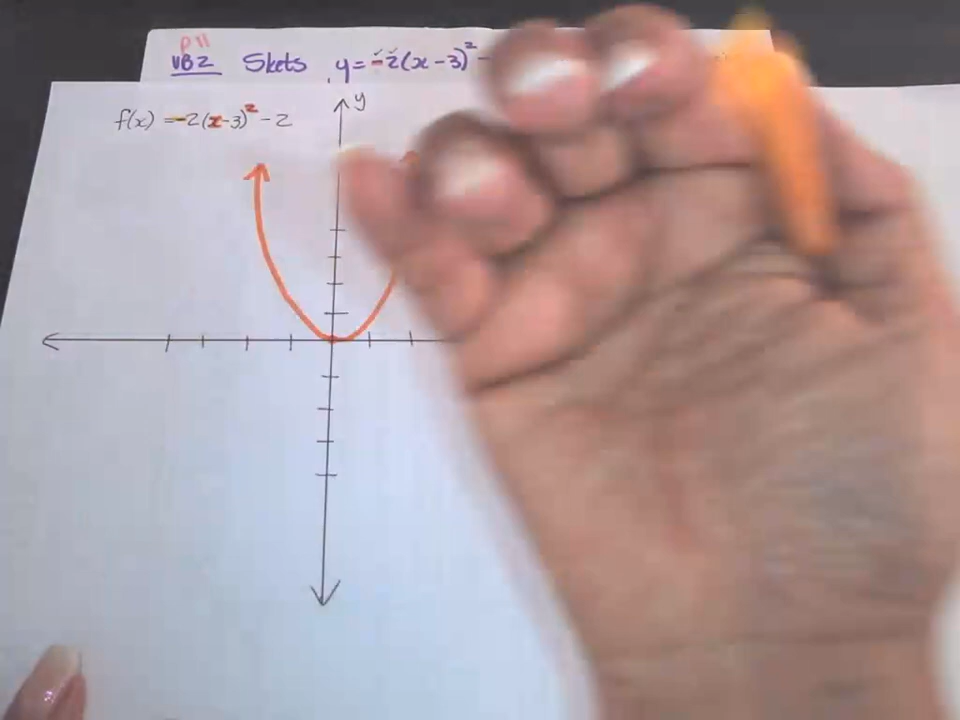 P11
VB2 Skets y = -2(x-3)² -
f(x) = -2(x-3)² - 2
y